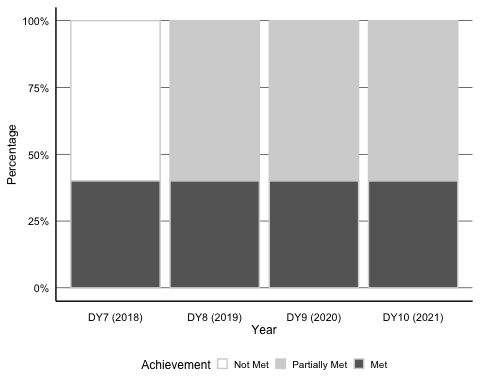 100%
75%
50%
25%
0%
Percentage
DY7 (2018) DY8 (2019) DY9 (2020) DY10 (2021)
Year
Achievement Not Met Partially Met Met